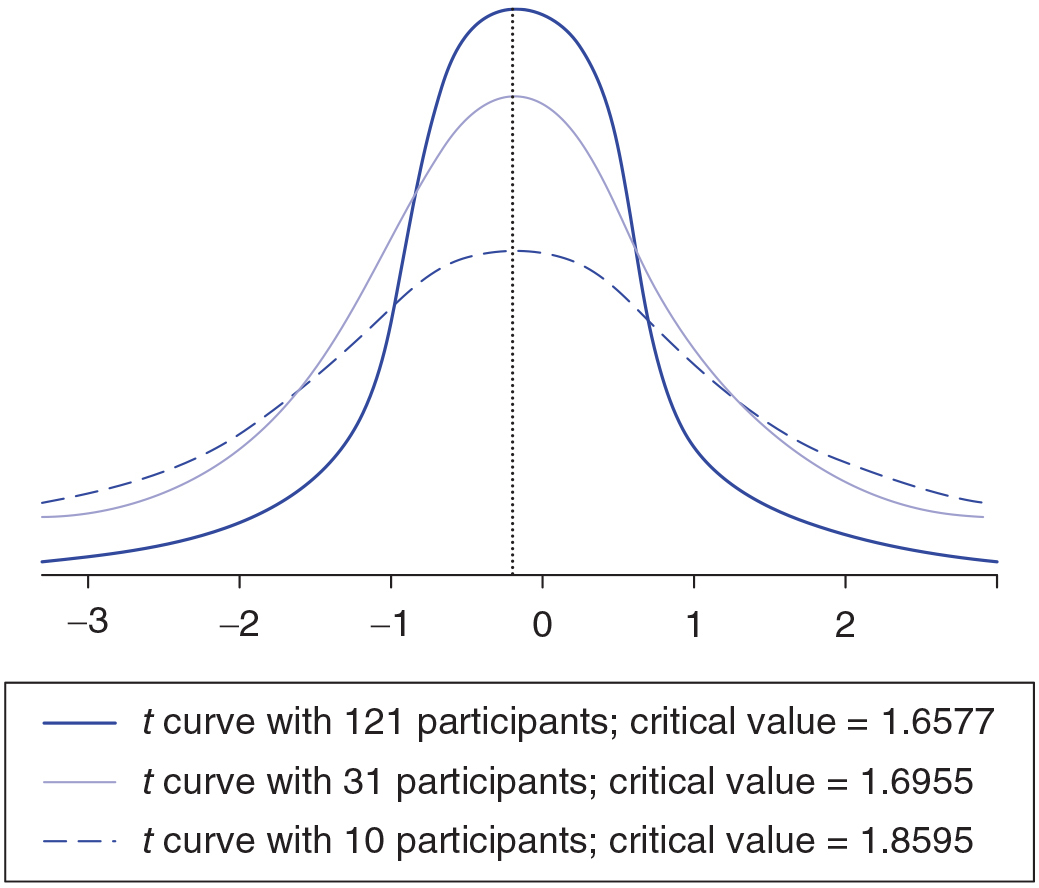 –3 –2 –1 0 1 2
t curve with 121 participants; critical value = 1.6577
t curve with 31 participants; critical value = 1.6955
t curve with 10 participants; critical value = 1.8595